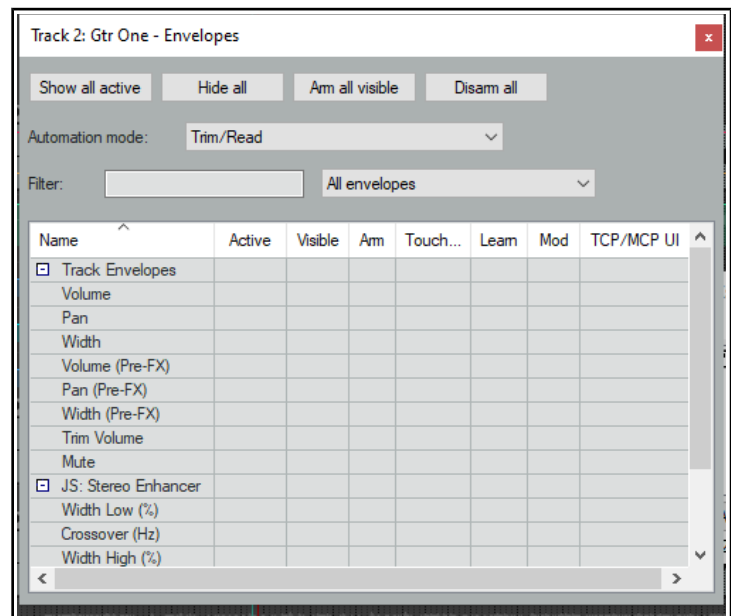 Track 2: Gtr One - Envelopes
x
Show all active Hide all Arm all visible Disarm all
Automation mode: Trim/Read
Filter: All envelopes
Name Active Visible Arm Touch... Learn Mod TCP/MCP UI
Track Envelopes
Volume
Pan
Width
Volume (Pre-FX)
Pan (Pre-FX)
Width (Pre-FX)
Trim Volume
Mute
JS: Stereo Enhancer
Width Low (%)
Crossover (Hz)
Width High (%)